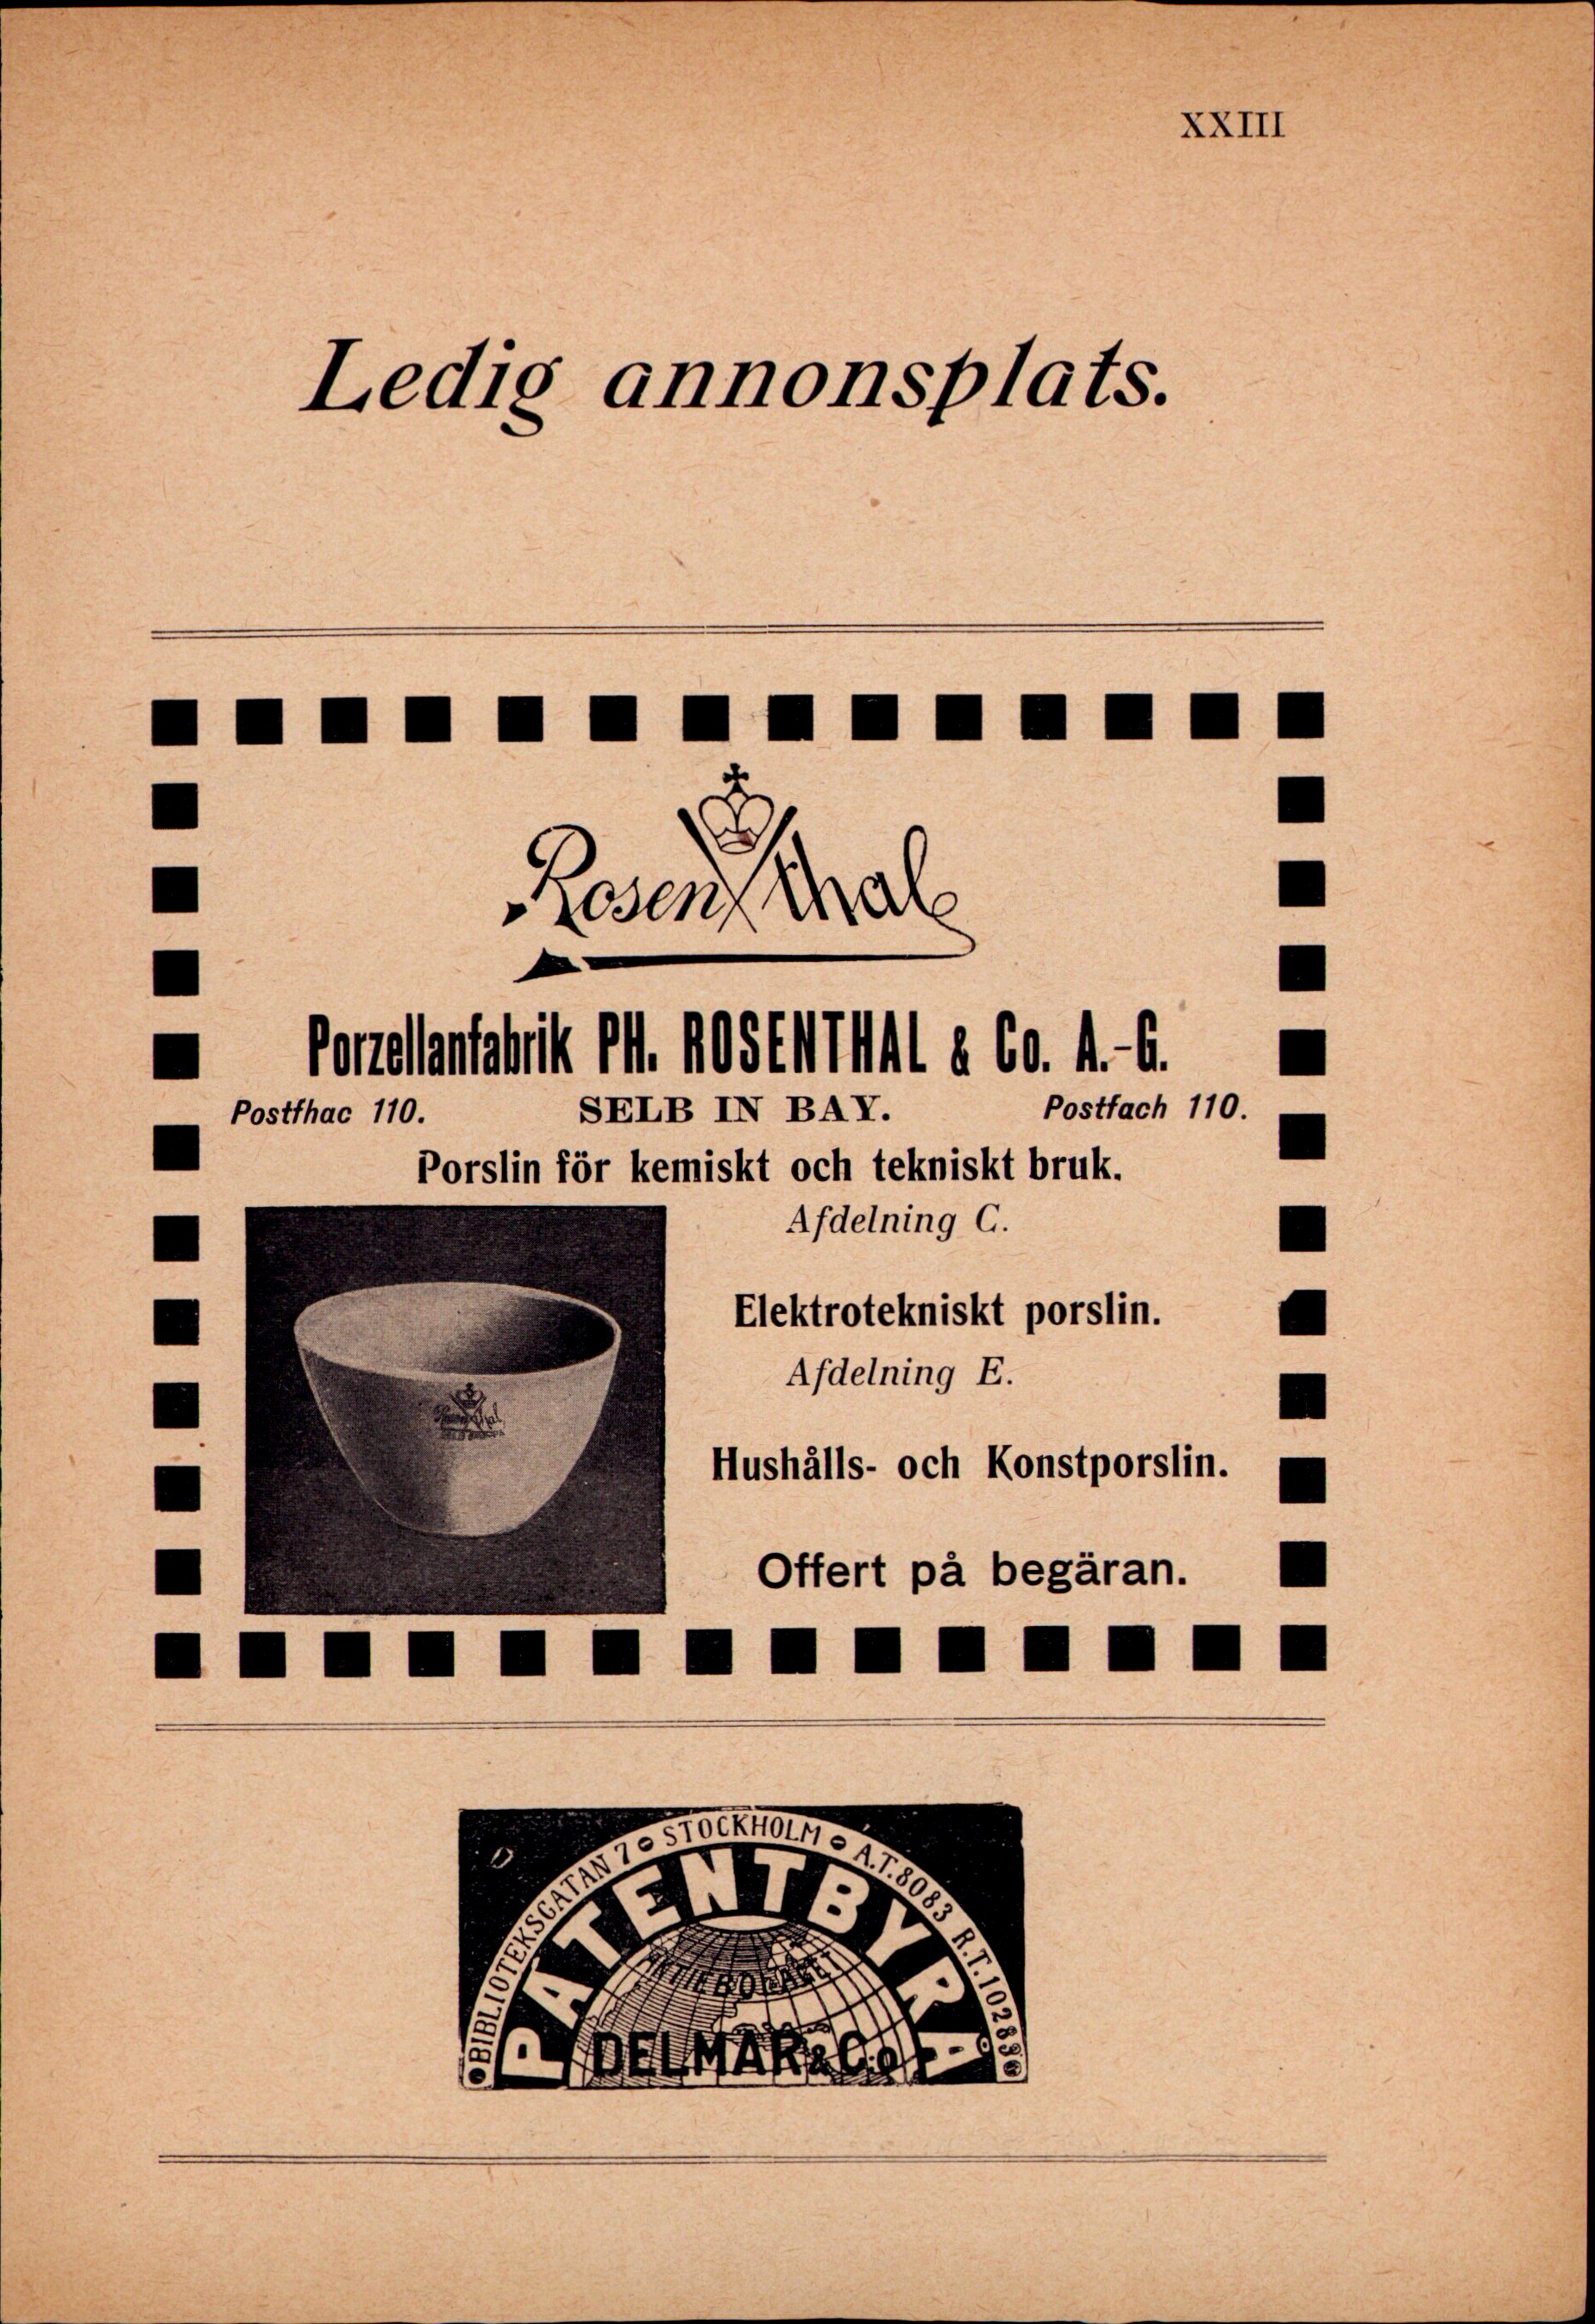 XXIII
Ledig annonsplats.
Rosenthal
Porzellanfabrik PH. ROSENTHAL & Co. A.-G.
Postfhac 110. SELB IN BAY. Postfach 110.
Porslin för kemiskt och tekniskt bruk.
Afdelning C.
Elektrotekniskt porslin.
Afdelning E.
Hushålls- och Konstporslin.
Offert på begäran.
Rosenthal
BIBLIOTEKSGATAN 7 STOCKHOLM A.T. 8083 R.T. 102830
PATENTBYRÅ
AKTIEBOLAGET
DELMAR & Co